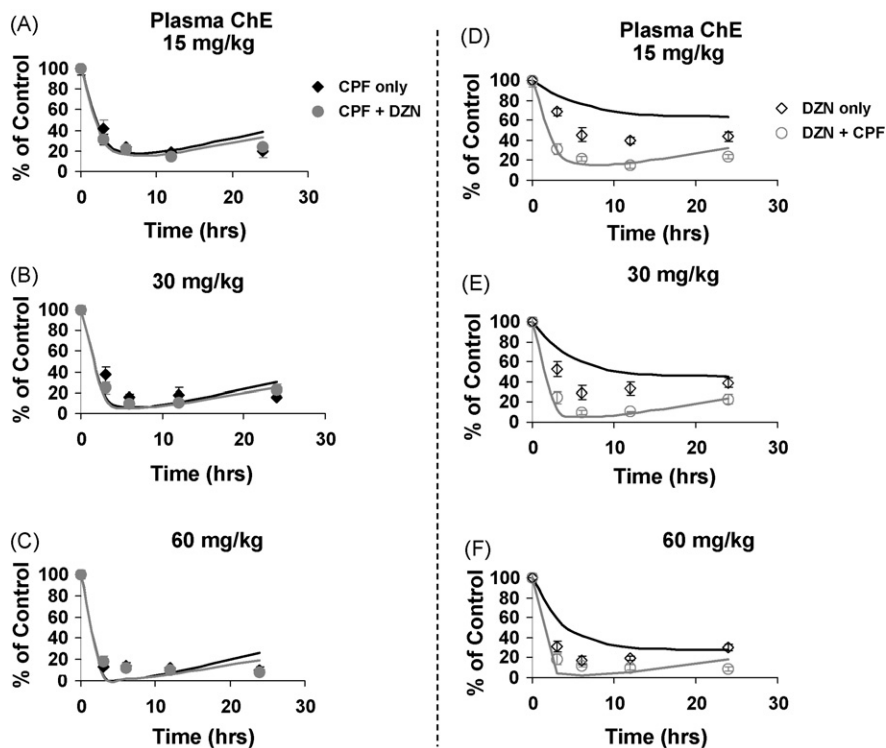 (A)
Plasma ChE
15 mg/kg
% of Control
100
80
60
40
20
0
0 10 20 30
Time (hrs)
CPF only
CPF + DZN
(B)
30 mg/kg
% of Control
100
80
60
40
20
0
0 10 20 30
Time (hrs)
(C)
60 mg/kg
% of Control
100
80
60
40
20
0
0 10 20 30
Time (hrs)
(D)
Plasma ChE
15 mg/kg
% of Control
100
80
60
40
20
0
0 10 20 30
Time (hrs)
DZN only
DZN + CPF
(E)
30 mg/kg
% of Control
100
80
60
40
20
0
0 10 20 30
Time (hrs)
(F)
60 mg/kg
% of Control
100
80
60
40
20
0
0 10 20 30
Time (hrs)